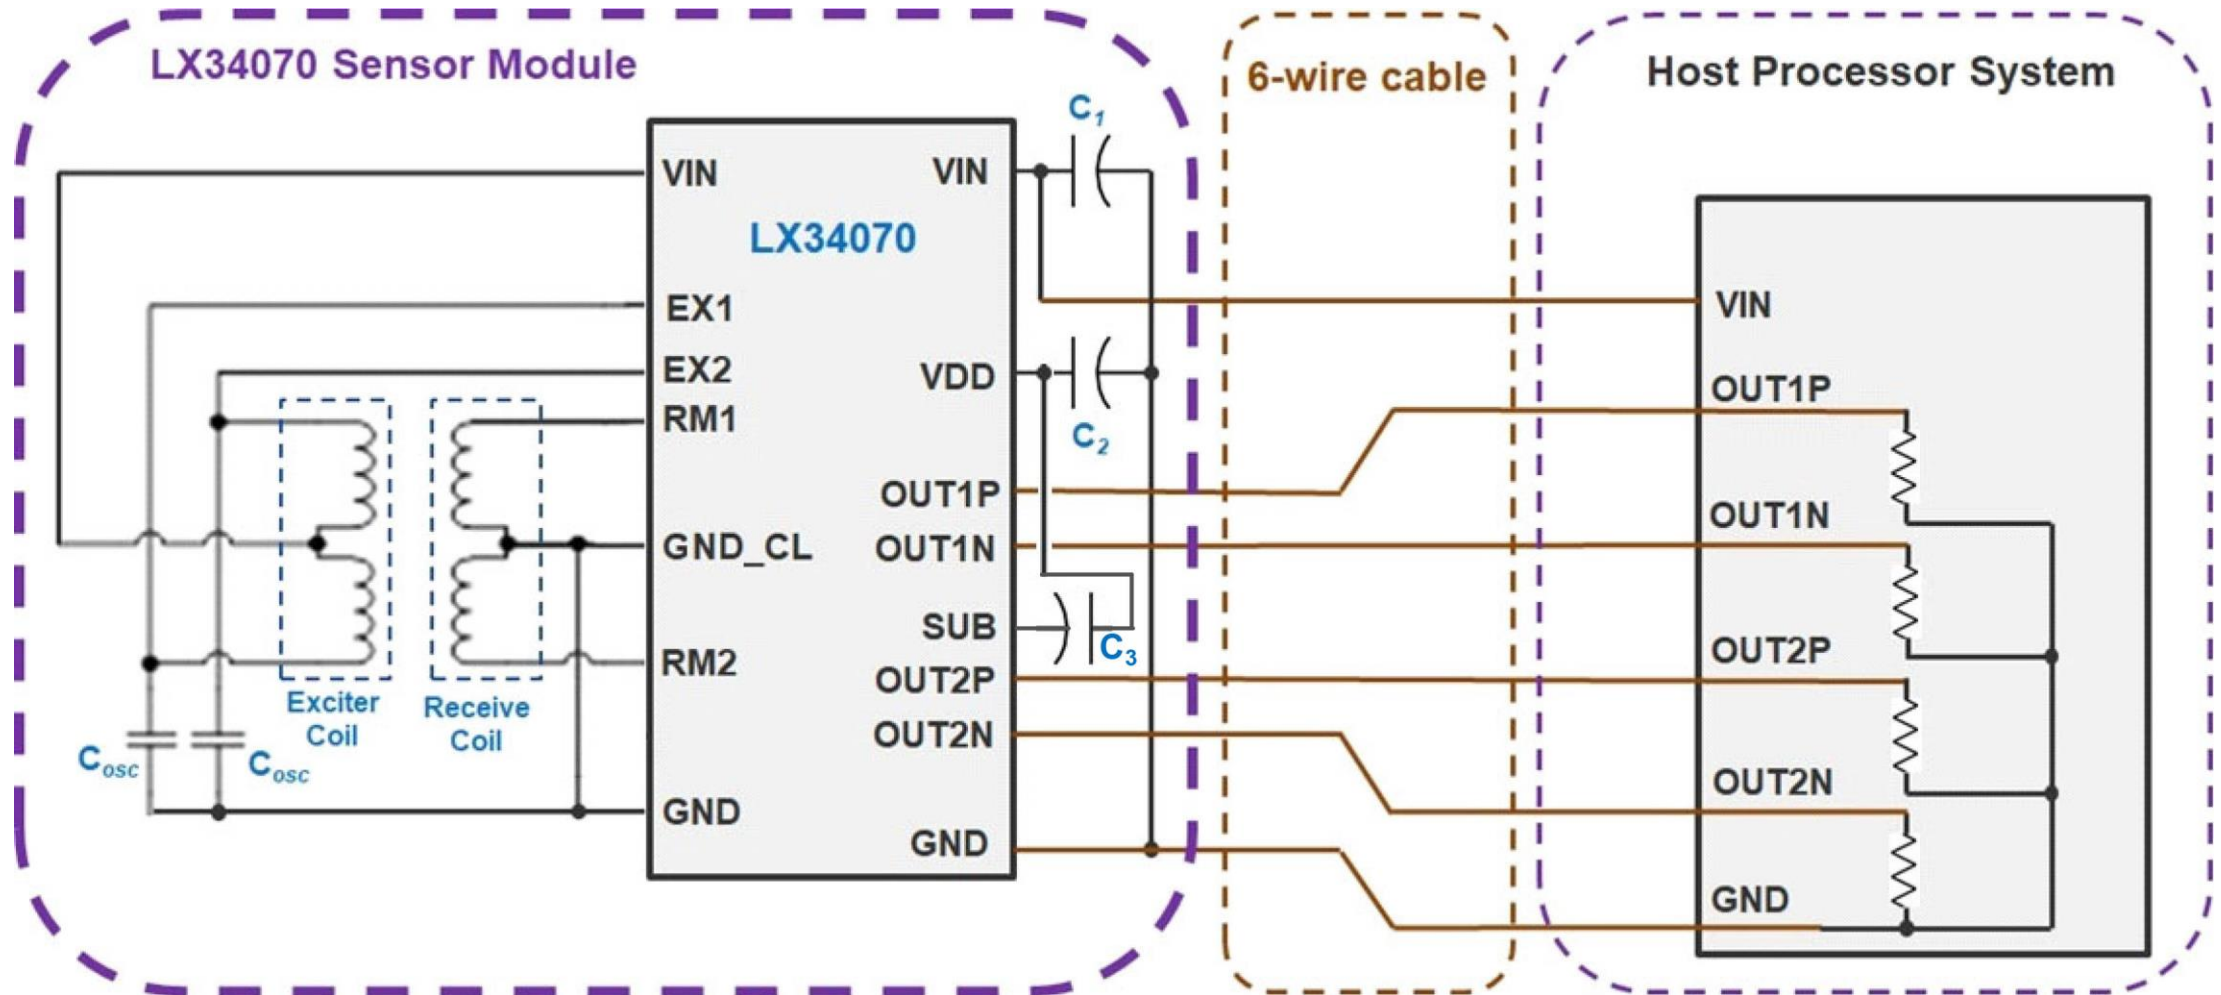 LX34070 Sensor Module
6-wire cable
Host Processor System
C1
VIN
VIN
LX34070
EX1
VIN
EX2
VDD
OUT1P
RM1
C2
OUT1P
OUT1N
GND_CL
OUT1N
SUB
C3
OUT2P
RM2
OUT2P
Exciter
Coil
Receive
Coil
OUT2N
Cosc
Cosc
OUT2N
GND
GND
GND